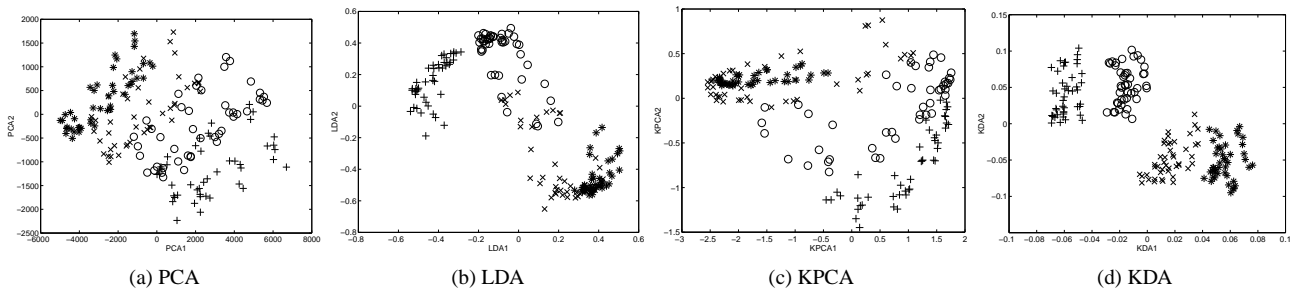 2000
1500
1000
500
0
−500
−1000
−1500
−2000
−2500
−6000 −4000 −2000 0 2000 4000 6000 8000
PCA1
PCA2
(a) PCA
0.6
0.4
0.2
0
−0.2
−0.4
−0.6
−0.8
−0.8 −0.6 −0.4 −0.2 0 0.2 0.4 0.6
LDA1
LDA2
(b) LDA
1
0.5
0
−0.5
−1
−1.5
−3 −2.5 −2 −1.5 −1 −0.5 0 0.5 1 1.5 2
KPCA1
KPCA2
(c) KPCA
0.15
0.1
0.05
0
−0.05
−0.1
−0.1 −0.08 −0.06 −0.04 −0.02 0 0.02 0.04 0.06 0.08 0.1
KDA1
KDA2
(d) KDA